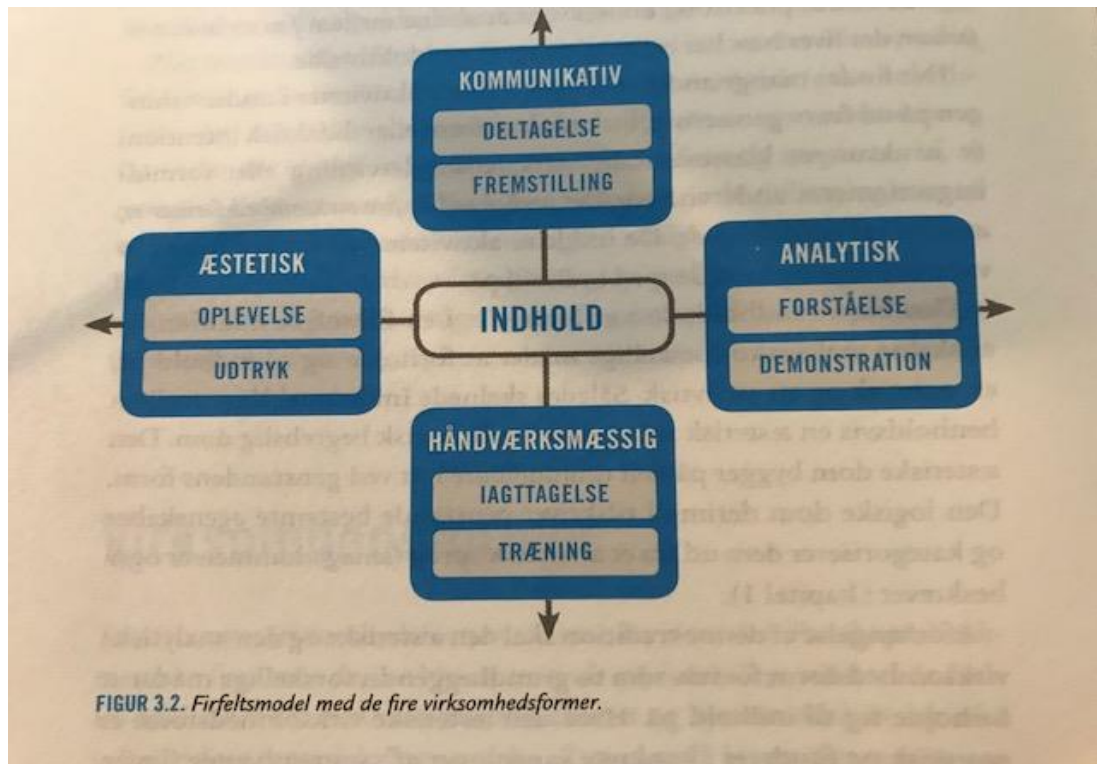 KOMMUNIKATIV
DELTAGELSE
FREMSTILLING
ÆSTETISK
OPLEVELSE
UDTRYK
INDHOLD
ANALYTISK
FORSTÅELSE
DEMONSTRATION
HÅNDVÆRKSMÆSSIG
IAGTTAGELSE
TRÆNING
FIGUR 3.2. Firfeltsmodel med de fire virksomhedsformer.